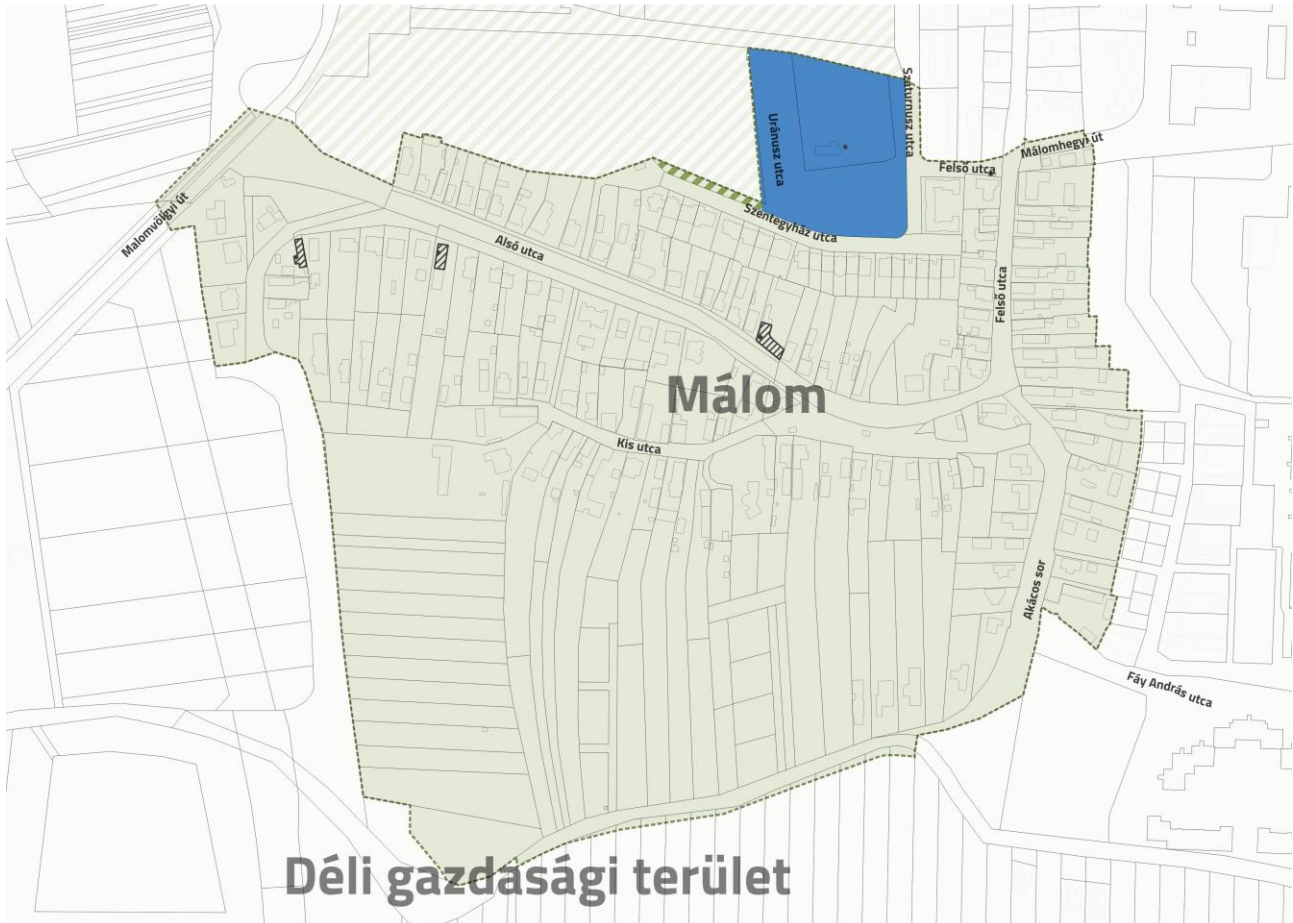 Szaturnusz utca
Uránusz utca
Málomhegyi út
Felső utca
Malomvölgyi út
Szentegyház utca
Alsó utca
Felső utca
Málom
Kis utca
Akácos sor
Fáy András utca
Déli gazdasági terület